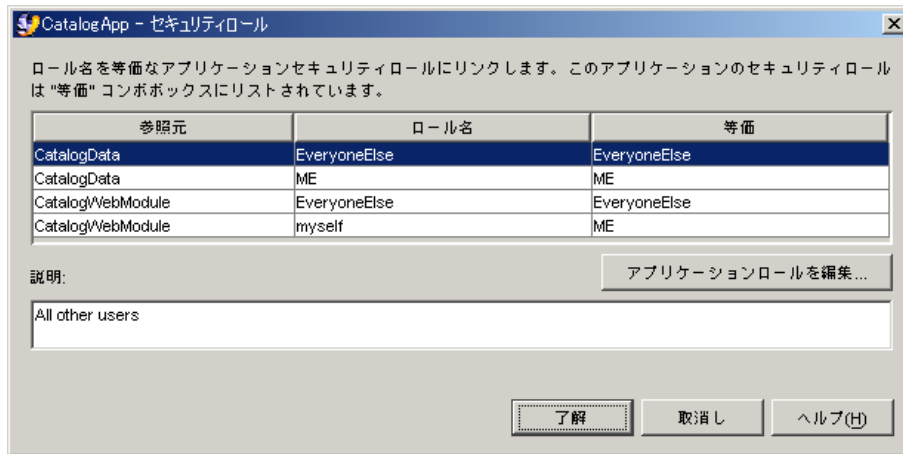 CatalogApp - セキュリティロール
ロール名を等価なアプリケーションセキュリティロールにリンクします。このアプリケーションのセキュリティロール
は "等価" コンボボックスにリストされています。
参照元 ロール名 等価
CatalogData EveryoneElse EveryoneElse
CatalogData ME ME
CatalogWebModule EveryoneElse EveryoneElse
CatalogWebModule myself ME
説明:
アプリケーションロールを編集...
All other users
了解 取消し ヘルプ(H)